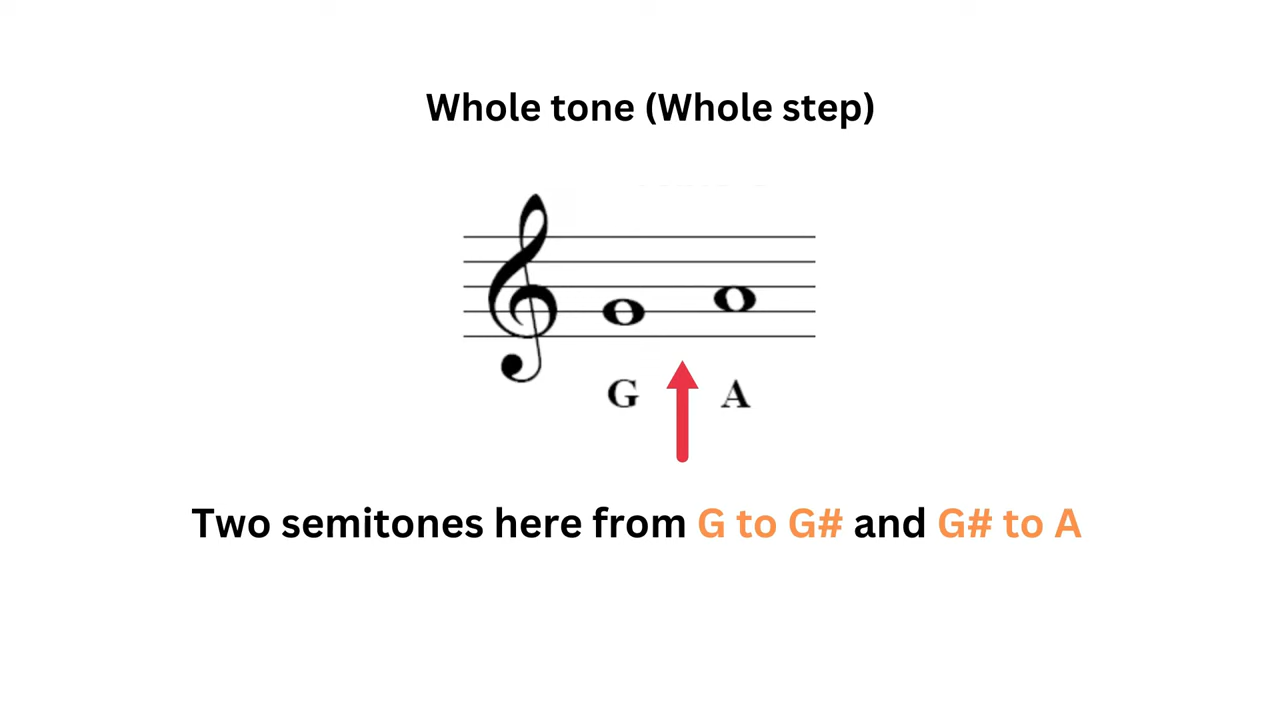 Whole tone (Whole step)
G A
Two semitones here from G to G# and G# to A